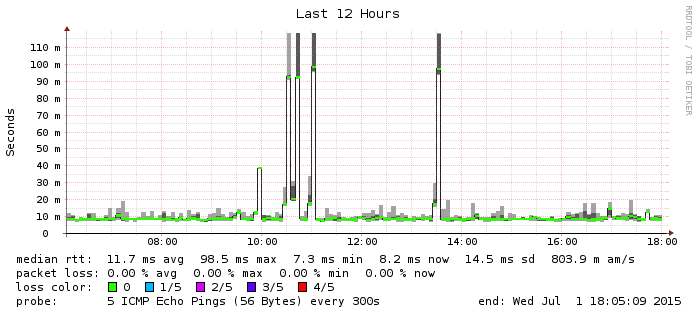 Last 12 Hours
RRDTOOL / TOBI OETIKER
Seconds
110 m
100 m
90 m
80 m
70 m
60 m
50 m
40 m
30 m
20 m
10 m
0
08:00 10:00 12:00 14:00 16:00 18:00
median rtt: 11.7 ms avg 98.5 ms max 7.3 ms min 8.2 ms now 14.5 ms sd 803.9 m am/s
packet loss: 0.00 % avg 0.00 % max 0.00 % min 0.00 % now
loss color: 0 1/5 2/5 3/5 4/5
probe: 5 ICMP Echo Pings (56 Bytes) every 300s end: Wed Jul 1 18:05:09 2015